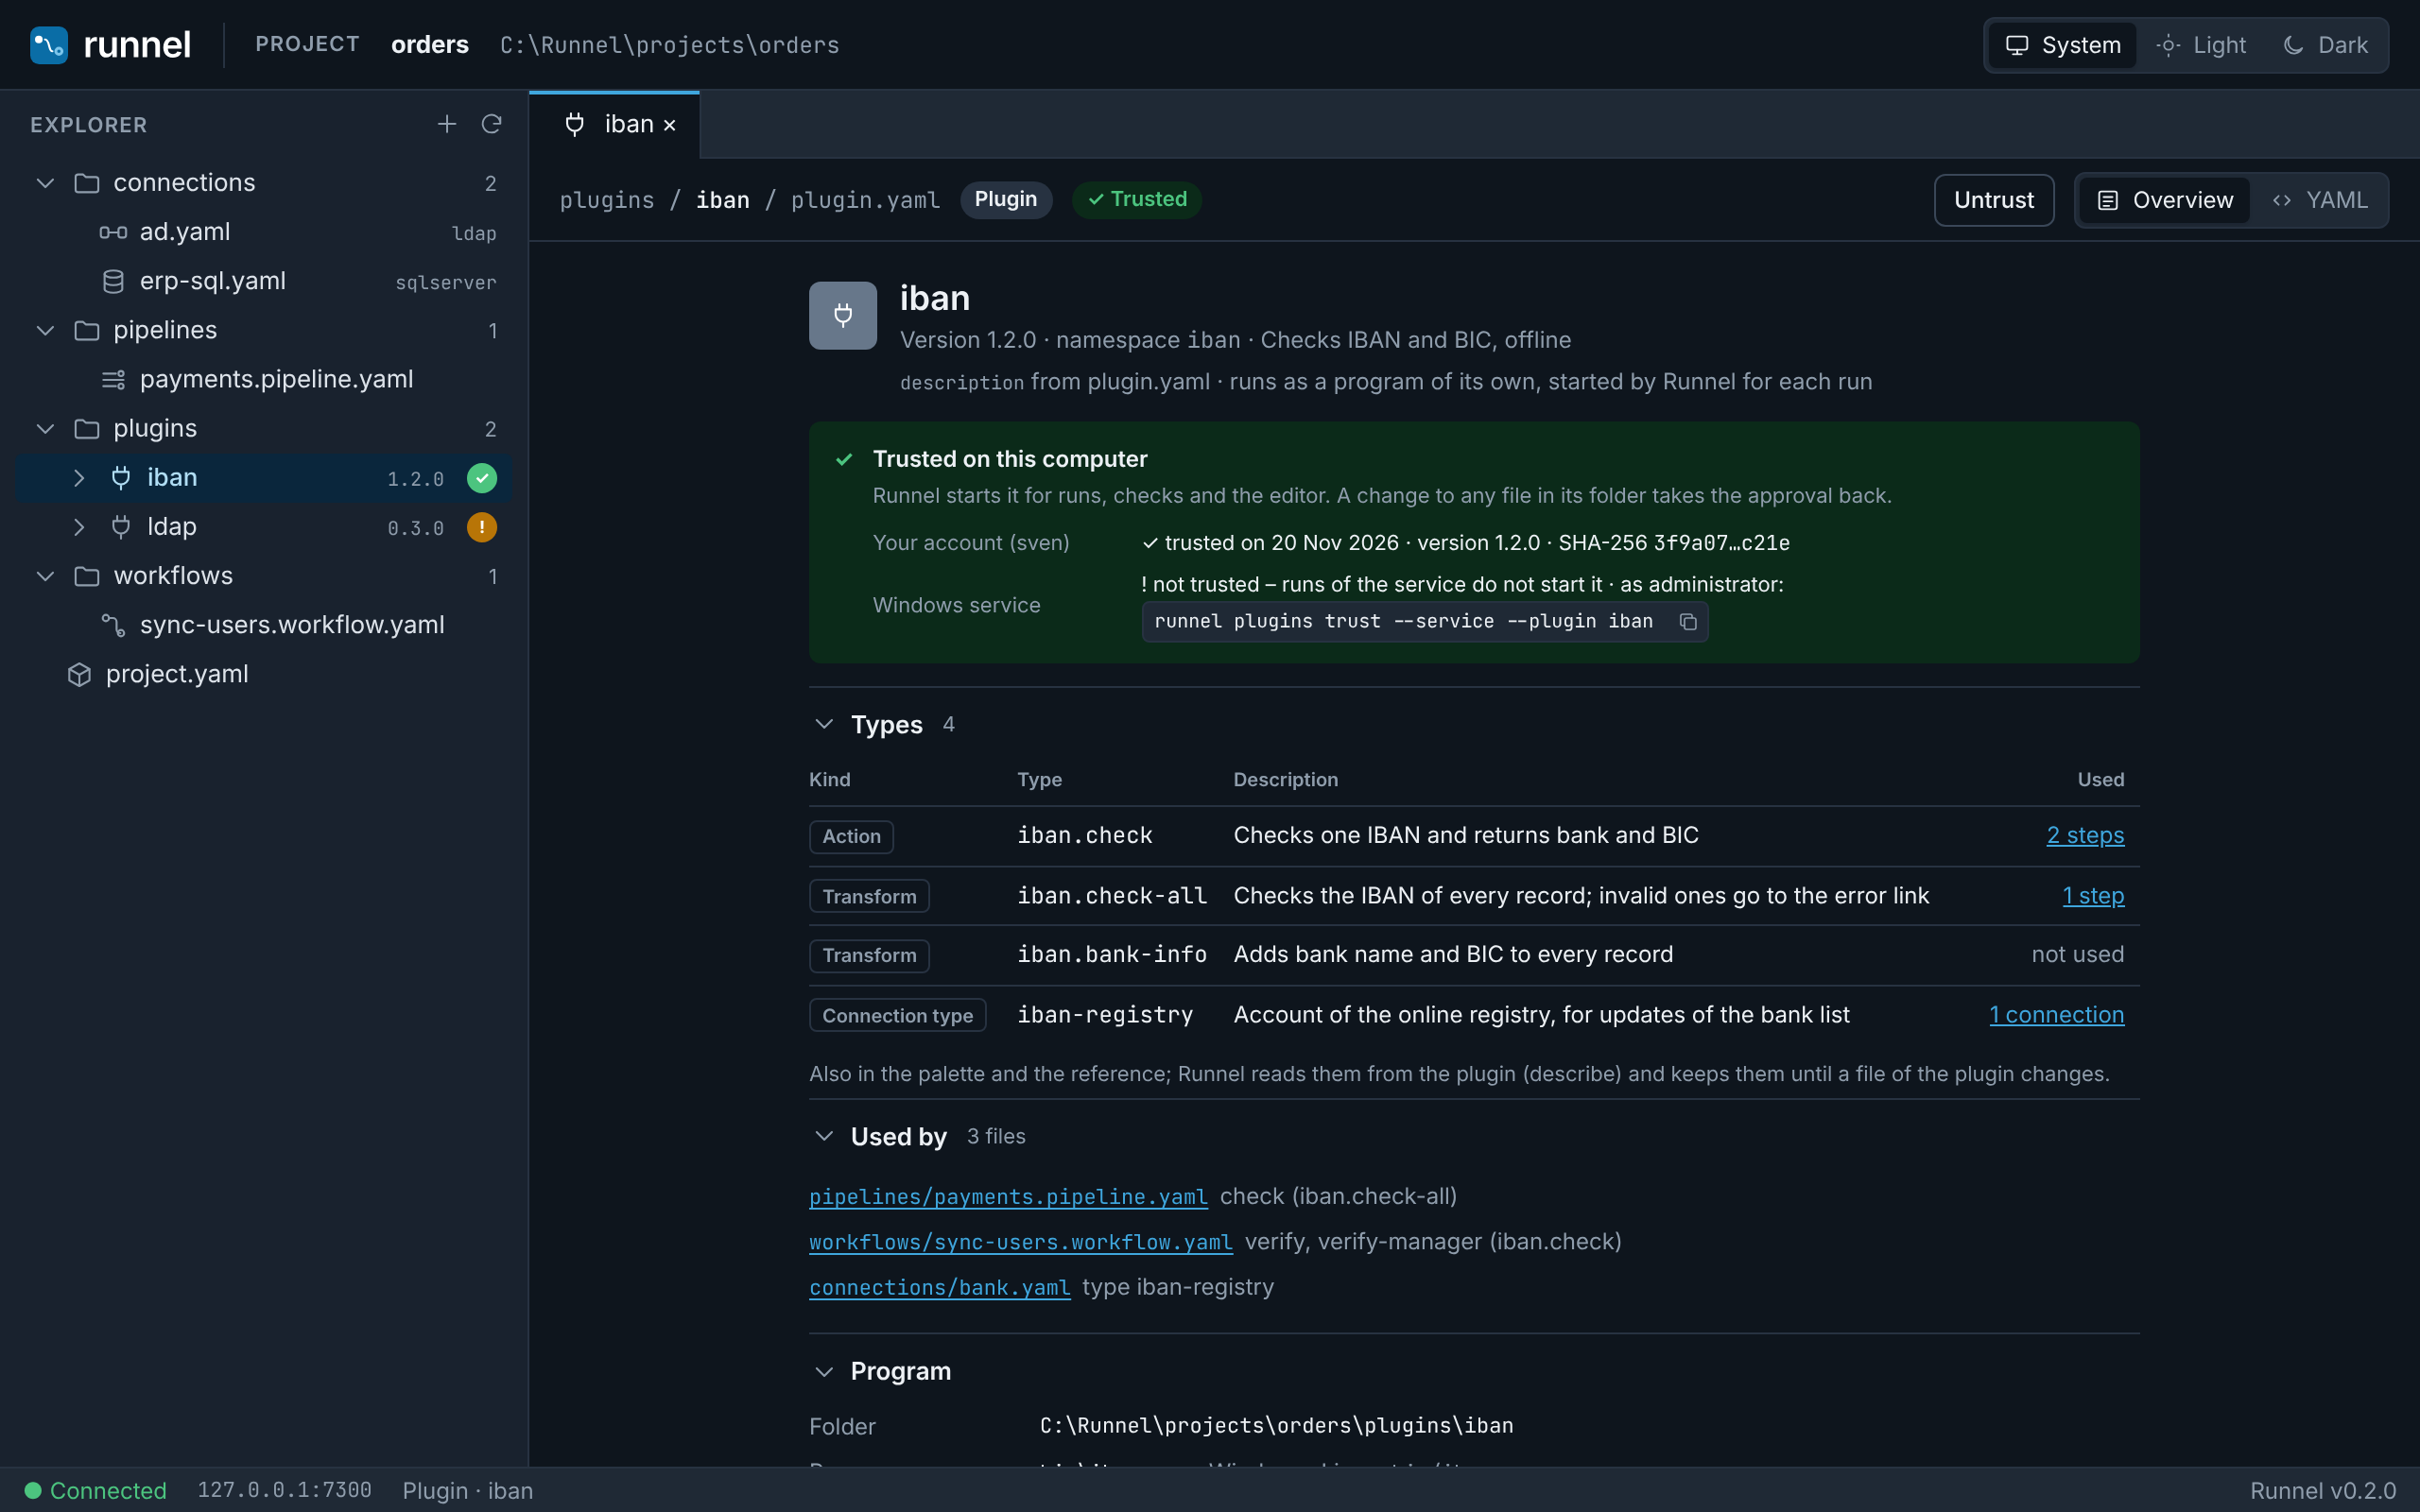 runnel PROJECT orders C:\Runnel\projects\orders System Light Dark
EXPLORER
connections 2
ad.yaml ldap
erp-sql.yaml sqlserver
pipelines 1
payments.pipeline.yaml
plugins 2
iban 1.2.0
ldap 0.3.0 !
workflows 1
sync-users.workflow.yaml
project.yaml
iban ×
plugins / iban / plugin.yaml Plugin ✓ Trusted Untrust Overview YAML
iban
Version 1.2.0 · namespace iban · Checks IBAN and BIC, offline
description from plugin.yaml · runs as a program of its own, started by Runnel for each run
Trusted on this computer
Runnel starts it for runs, checks and the editor. A change to any file in its folder takes the approval back.
Your account (sven) ✓ trusted on 20 Nov 2026 · version 1.2.0 · SHA-256 3f9a07…c21e
Windows service ! not trusted – runs of the service do not start it · as administrator:
runnel plugins trust --service --plugin iban
Types 4
Kind Type Description Used
Action iban.check Checks one IBAN and returns bank and BIC 2 steps
Transform iban.check-all Checks the IBAN of every record; invalid ones go to the error link 1 step
Transform iban.bank-info Adds bank name and BIC to every record not used
Connection type iban-registry Account of the online registry, for updates of the bank list 1 connection
Also in the palette and the reference; Runnel reads them from the plugin (describe) and keeps them until a file of the plugin changes.
Used by 3 files
pipelines/payments.pipeline.yaml check (iban.check-all)
workflows/sync-users.workflow.yaml verify, verify-manager (iban.check)
connections/bank.yaml type iban-registry
Program
Folder C:\Runnel\projects\orders\plugins\iban
Connected 127.0.0.1:7300 Plugin · iban Runnel v0.2.0